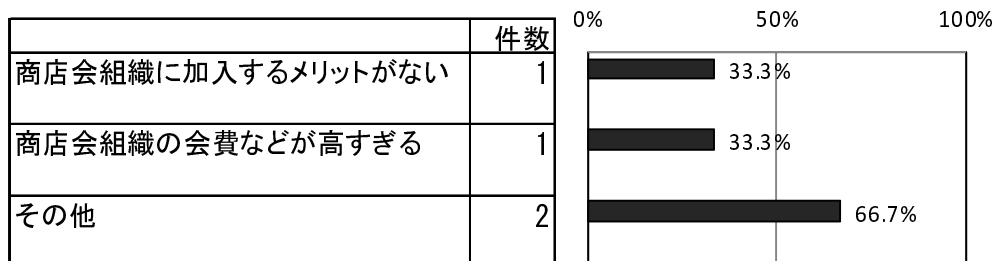 0% 50% 100%
件数
商店会組織に加入するメリットがない 1 33.3%
商店会組織の会費などが高すぎる 1 33.3%
その他 2 66.7%